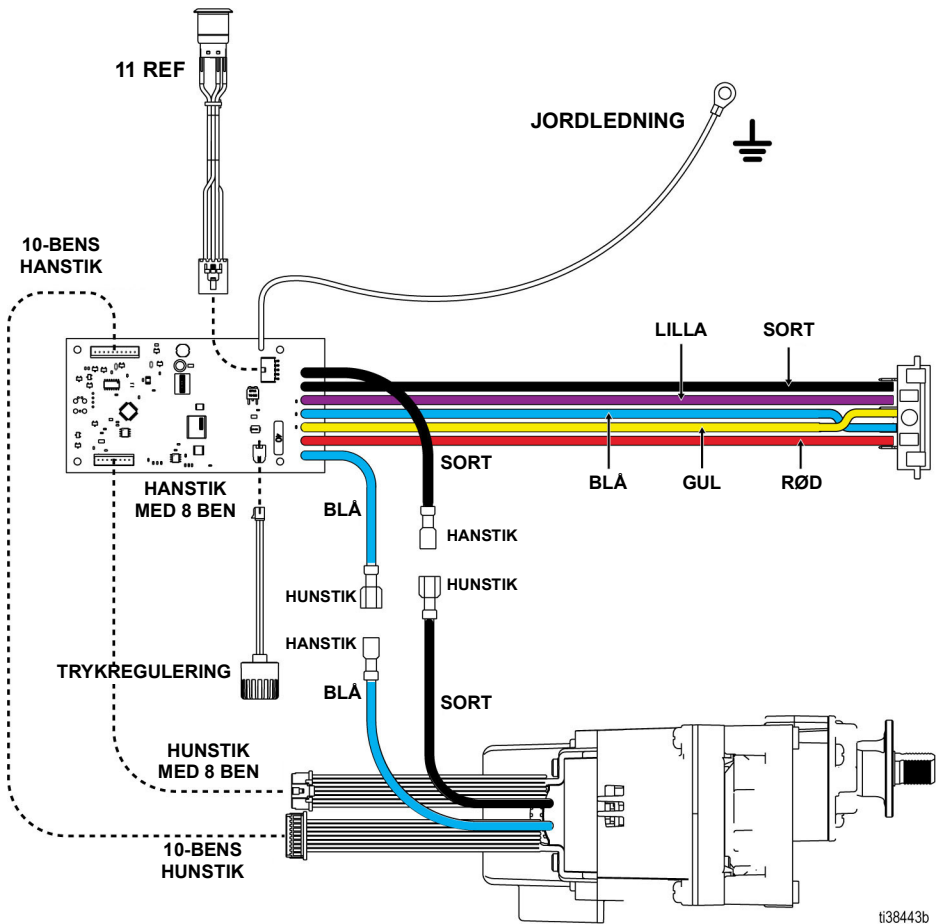 11 REF
JORDLEDNING
10-BENS
HANSTIK
LILLA
SORT
HANSTIK
MED 8 BEN
BLÅ
SORT
BLÅ
GUL
RØD
HANSTIK
HUNSTIK
HUNSTIK
HANSTIK
TRYKREGULERING
BLÅ
SORT
HUNSTIK
MED 8 BEN
10-BENS
HUNSTIK
ti38443b